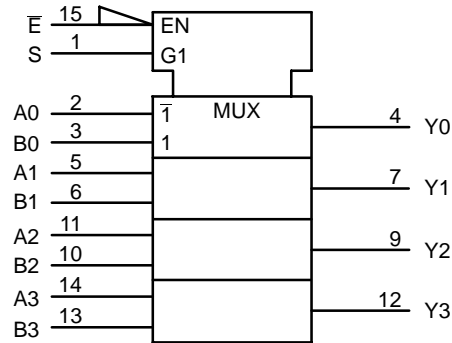 E̅ 15 EN
S 1 G1
MUX
A0 2 1̅
B0 3 1
4 Y0
A1 5
B1 6
7 Y1
A2 11
B2 10
9 Y2
A3 14
B3 13
12 Y3